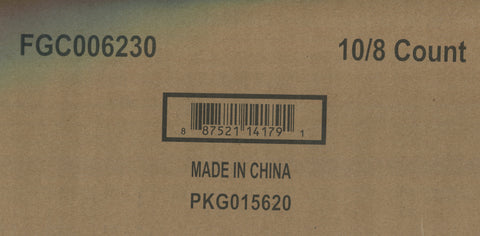 FGC006230 10/8 Count
8 87521 14179 1
MADE IN CHINA
PKG015620